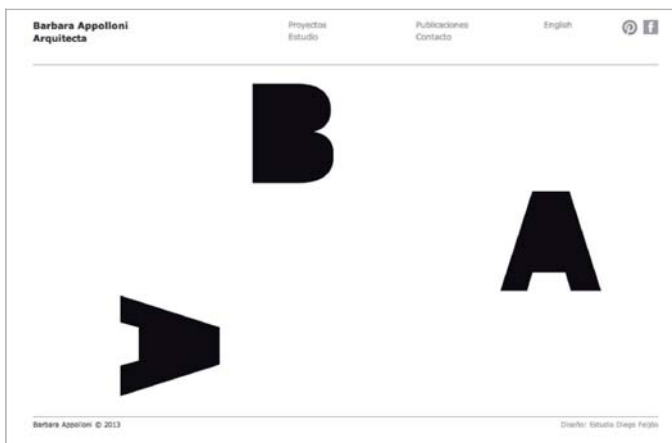 Barbara Appolloni
Arquitecta
Proyectos
Estudio
Publicaciones
Contacto
English
B
A
A
Barbara Appolloni © 2013
Diseño: Estudio Diego Feijóo